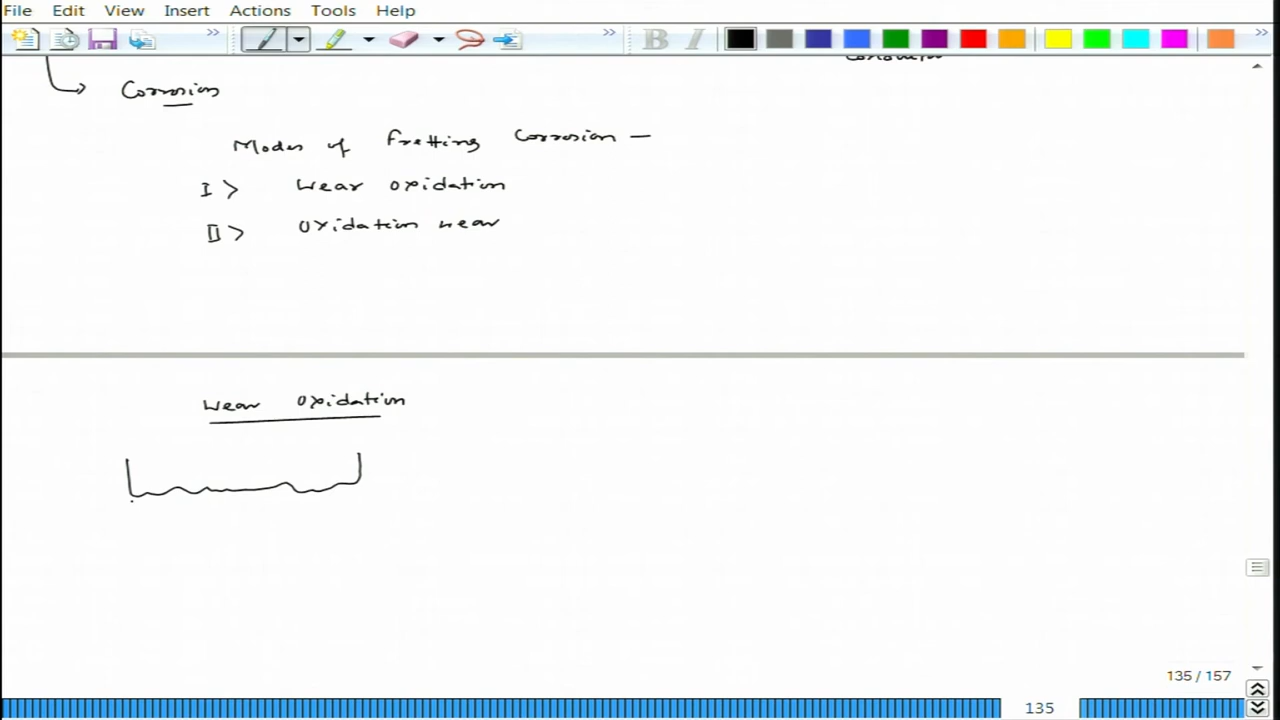 File Edit View Insert Actions Tools Help
B I
Corrosion
Modes of Fretting Corrosion —
I > Wear oxidation
II > Oxidation wear
Wear Oxidation
135 / 157
135